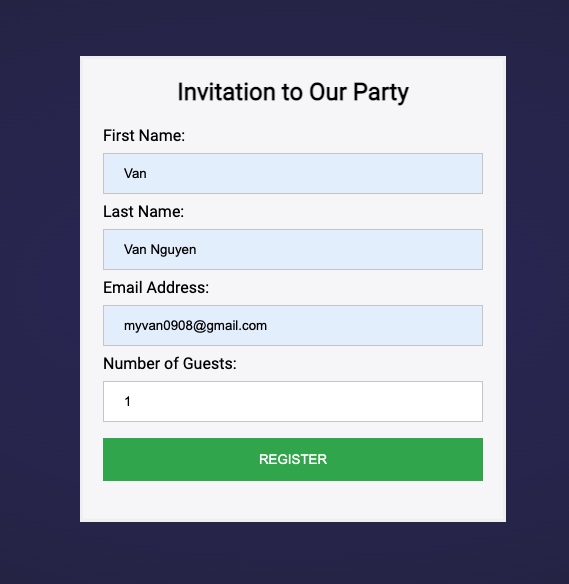 Invitation to Our Party
First Name:
Van
Last Name:
Van Nguyen
Email Address:
myvan0908@gmail.com
Number of Guests:
1
REGISTER